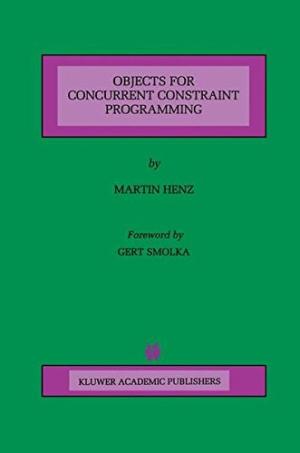 OBJECTS FOR
CONCURRENT CONSTRAINT
PROGRAMMING
by
MARTIN HENZ
Foreword by
GERT SMOLKA
KLUWER ACADEMIC PUBLISHERS